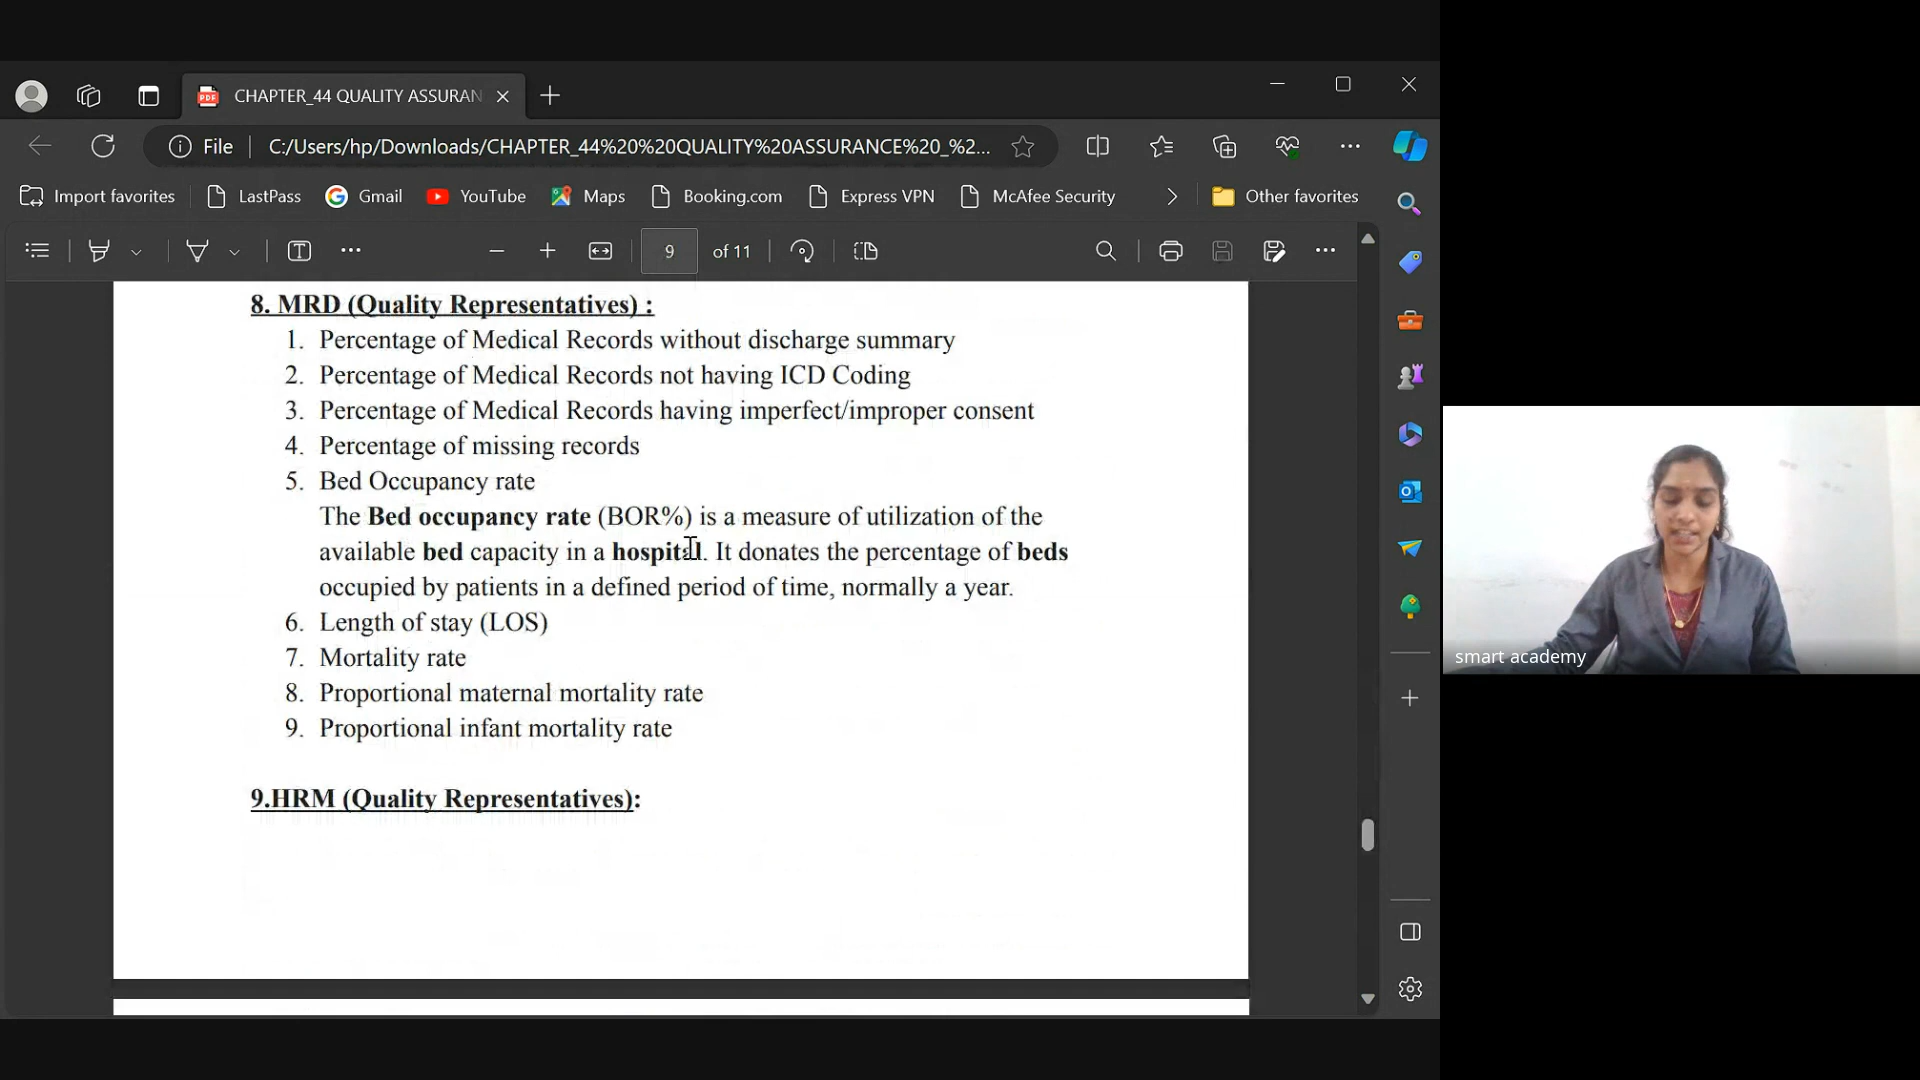 CHAPTER_44 QUALITY ASSURAN
File
C:/Users/hp/Downloads/CHAPTER_44%20%20QUALITY%20ASSURANCE%20_%2...
Import favorites
LastPass
Gmail
YouTube
Maps
Booking.com
Express VPN
McAfee Security
Other favorites
9 of 11
8. MRD (Quality Representatives) :
1. Percentage of Medical Records without discharge summary
2. Percentage of Medical Records not having ICD Coding
3. Percentage of Medical Records having imperfect/improper consent
4. Percentage of missing records
5. Bed Occupancy rate
The Bed occupancy rate (BOR%) is a measure of utilization of the
available bed capacity in a hospital. It donates the percentage of beds
occupied by patients in a defined period of time, normally a year.
6. Length of stay (LOS)
7. Mortality rate
8. Proportional maternal mortality rate
9. Proportional infant mortality rate
9.HRM (Quality Representatives):
smart academy